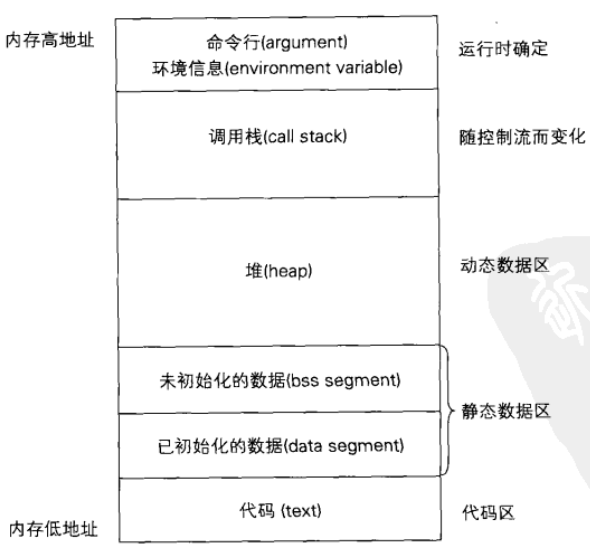 内存高地址
命令行(argument)
环境信息(environment variable)
运行时确定
调用栈(call stack)
随控制流而变化
堆(heap)
动态数据区
未初始化的数据(bss segment)
静态数据区
已初始化的数据(data segment)
代码 (text)
代码区
内存低地址